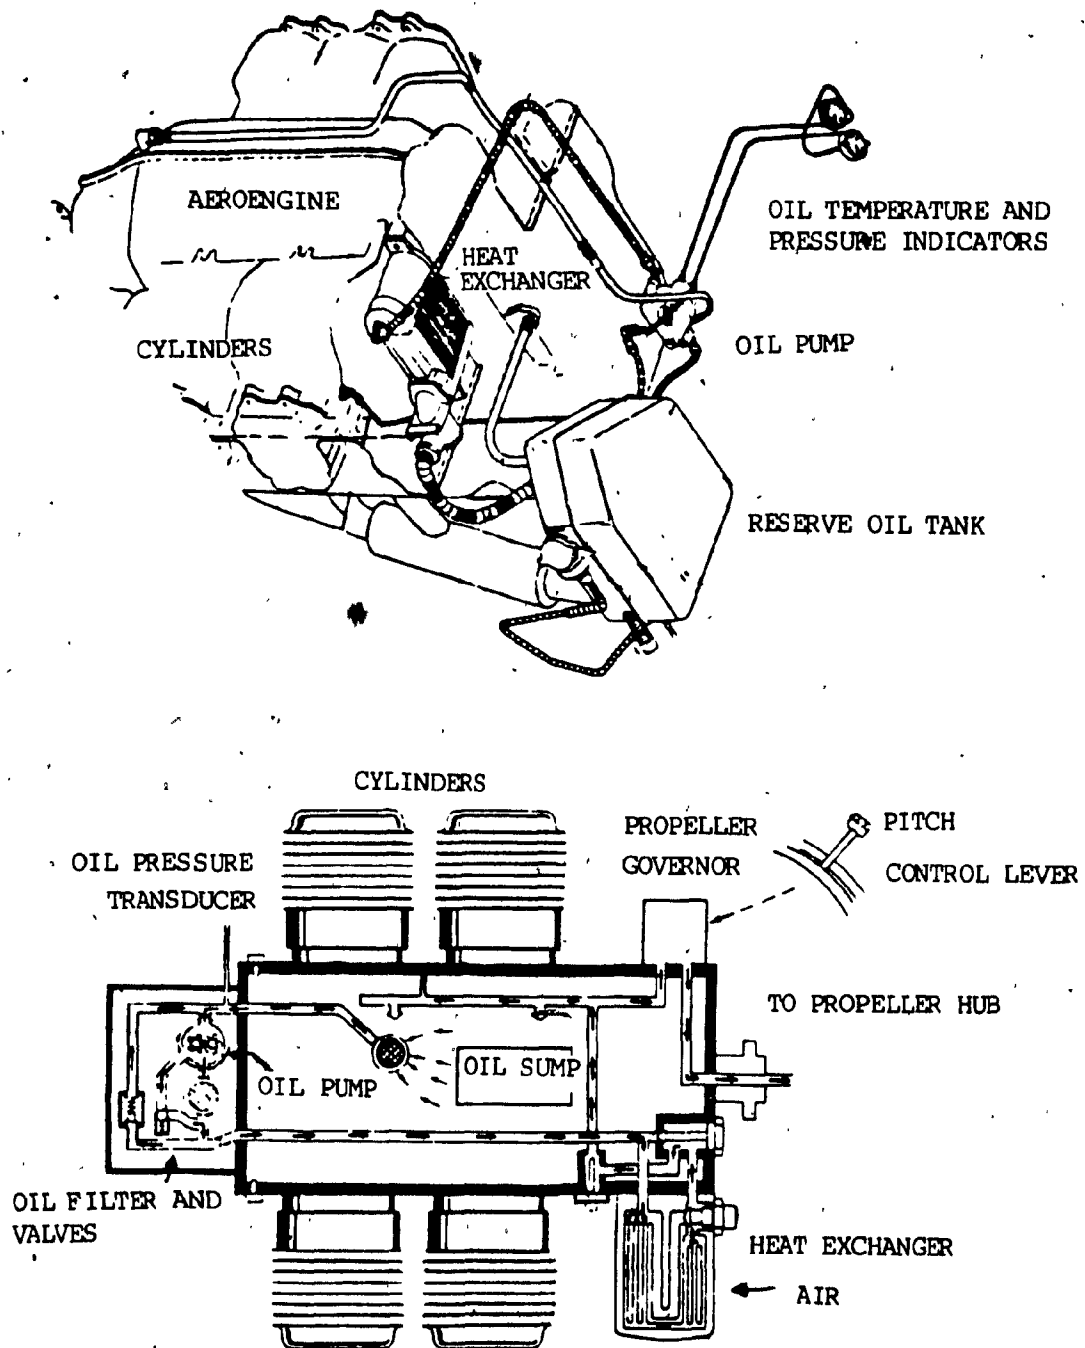 AEROENGINE
OIL TEMPERATURE AND
PRESSURE INDICATORS
HEAT
EXCHANGER
CYLINDERS
OIL PUMP
RESERVE OIL TANK
CYLINDERS
PROPELLER
GOVERNOR
PITCH
CONTROL LEVER
OIL PRESSURE
TRANSDUCER
TO PROPELLER HUB
OIL SUMP
OIL PUMP
OIL FILTER AND
VALVES
HEAT EXCHANGER
AIR